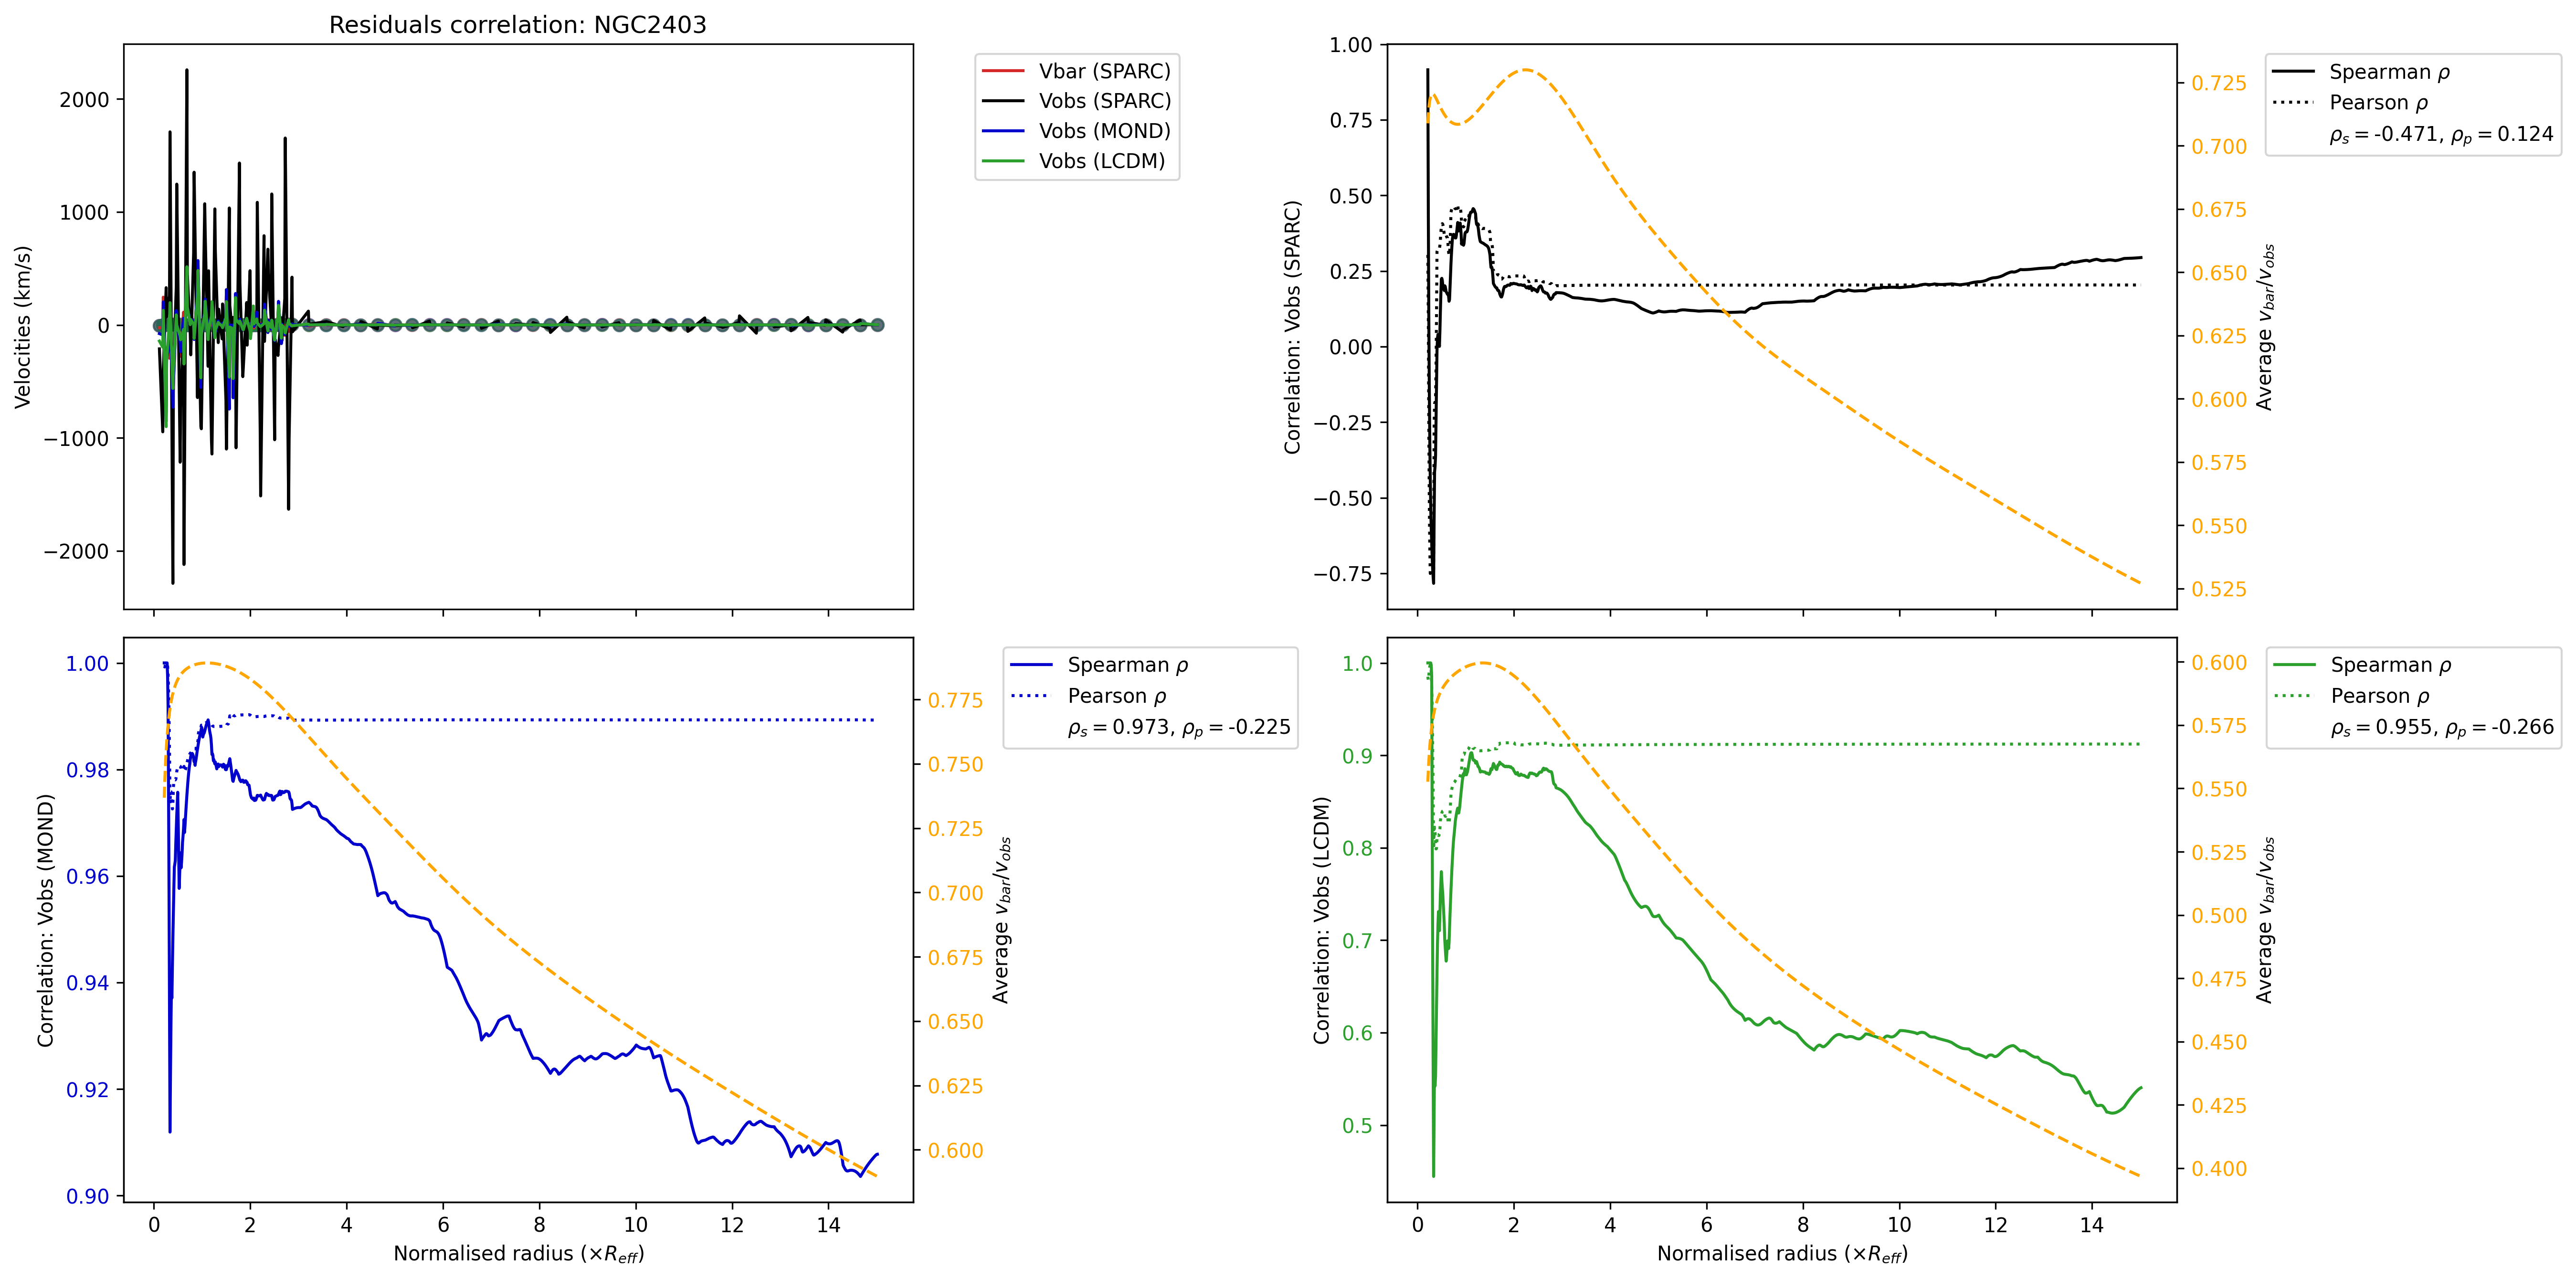 Residuals correlation: NGC2403
Velocities (km/s)
2000
1000
0
−1000
−2000
Vbar (SPARC)
Vobs (SPARC)
Vobs (MOND)
Vobs (LCDM)
Correlation: Vobs (SPARC)
1.00
0.75
0.50
0.25
0.00
−0.25
−0.50
−0.75
0.725
0.700
0.675
0.650
0.625
0.600
0.575
0.550
0.525
Average v_bar/v_obs
Spearman ρ
Pearson ρ
ρ_s = -0.471, ρ_p = 0.124
Correlation: Vobs (MOND)
1.00
0.98
0.96
0.94
0.92
0.90
0 2 4 6 8 10 12 14
Normalised radius (×R_eff)
0.775
0.750
0.725
0.700
0.675
0.650
0.625
0.600
Average v_bar/v_obs
Spearman ρ
Pearson ρ
ρ_s = 0.973, ρ_p = -0.225
Correlation: Vobs (LCDM)
1.0
0.9
0.8
0.7
0.6
0.5
0 2 4 6 8 10 12 14
Normalised radius (×R_eff)
0.600
0.575
0.550
0.525
0.500
0.475
0.450
0.425
0.400
Average v_bar/v_obs
Spearman ρ
Pearson ρ
ρ_s = 0.955, ρ_p = -0.266